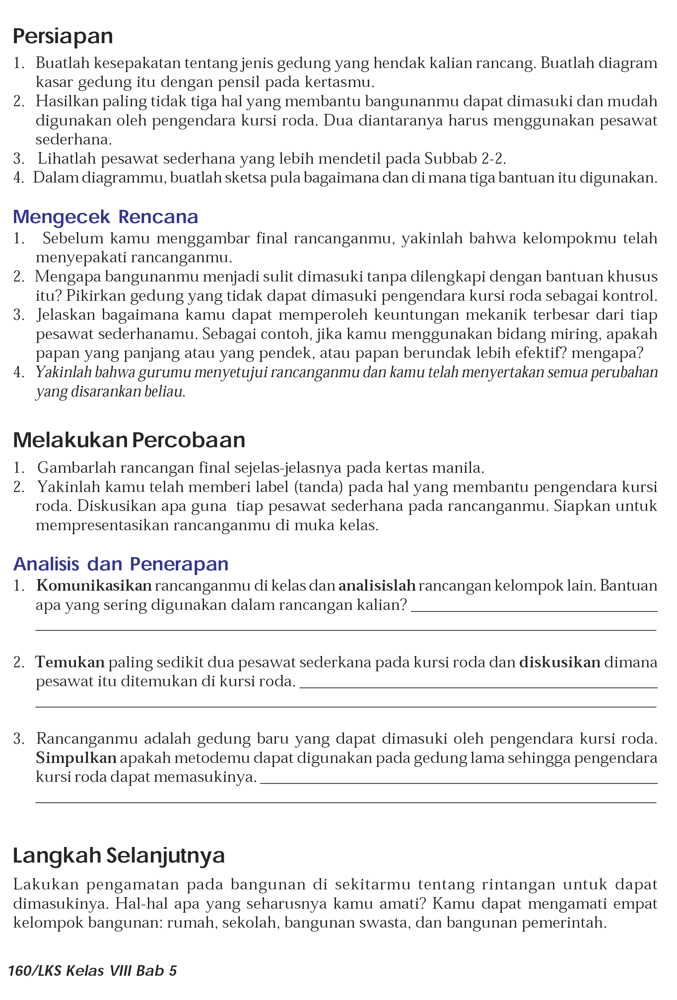 Persiapan
1. Buatlah kesepakatan tentang jenis gedung yang hendak kalian rancang. Buatlah diagram
kasar gedung itu dengan pensil pada kertasmu.
2. Hasilkan paling tidak tiga hal yang membantu bangunanmu dapat dimasuki dan mudah
digunakan oleh pengendara kursi roda. Dua diantaranya harus menggunakan pesawat
sederhana.
3. Lihatlah pesawat sederhana yang lebih mendetil pada Subbab 2-2.
4. Dalam diagrammu, buatlah sketsa pula bagaimana dan di mana tiga bantuan itu digunakan.
Mengecek Rencana
1. Sebelum kamu menggambar final rancanganmu, yakinlah bahwa kelompokmu telah
menyepakati rancanganmu.
2. Mengapa bangunanmu menjadi sulit dimasuki tanpa dilengkapi dengan bantuan khusus
itu? Pikirkan gedung yang tidak dapat dimasuki pengendara kursi roda sebagai kontrol.
3. Jelaskan bagaimana kamu dapat memperoleh keuntungan mekanik terbesar dari tiap
pesawat sederhanamu. Sebagai contoh, jika kamu menggunakan bidang miring, apakah
papan yang panjang atau yang pendek, atau papan berundak lebih efektif? mengapa?
4. Yakinlah bahwa gurumu menyetujui rancanganmu dan kamu telah menyertakan semua perubahan
yang disarankan beliau.
Melakukan Percobaan
1. Gambarlah rancangan final sejelas-jelasnya pada kertas manila.
2. Yakinlah kamu telah memberi label (tanda) pada hal yang membantu pengendara kursi
roda. Diskusikan apa guna tiap pesawat sederhana pada rancanganmu. Siapkan untuk
mempresentasikan rancanganmu di muka kelas.
Analisis dan Penerapan
1. Komunikasikan rancanganmu di kelas dan analisislah rancangan kelompok lain. Bantuan
apa yang sering digunakan dalam rancangan kalian?
2. Temukan paling sedikit dua pesawat sederkana pada kursi roda dan diskusikan dimana
pesawat itu ditemukan di kursi roda.
3. Rancanganmu adalah gedung baru yang dapat dimasuki oleh pengendara kursi roda.
Simpulkan apakah metodemu dapat digunakan pada gedung lama sehingga pengendara
kursi roda dapat memasukinya.
Langkah Selanjutnya
Lakukan pengamatan pada bangunan di sekitarmu tentang rintangan untuk dapat
dimasukinya. Hal-hal apa yang seharusnya kamu amati? Kamu dapat mengamati empat
kelompok bangunan: rumah, sekolah, bangunan swasta, dan bangunan pemerintah.
160/LKS Kelas VIII Bab 5